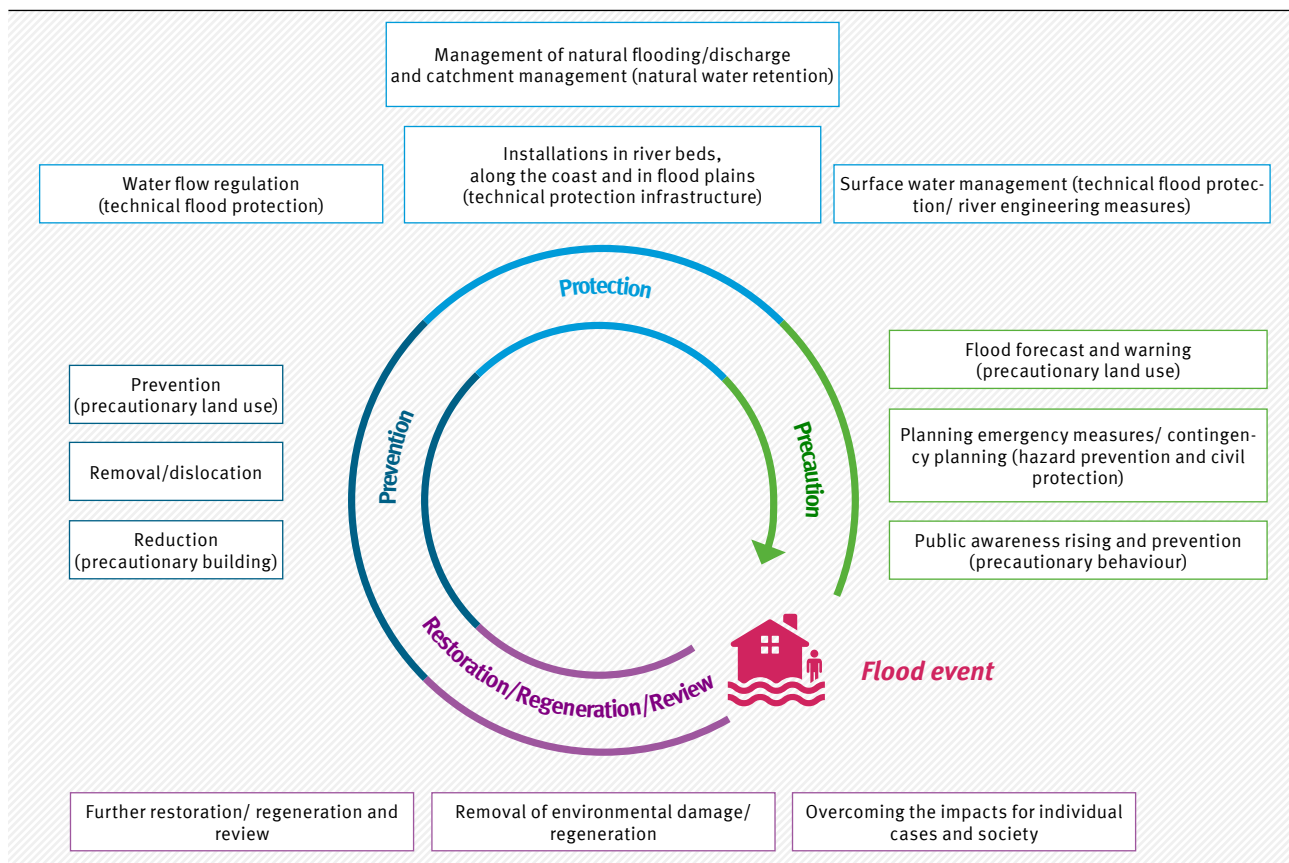 Management of natural flooding/discharge
and catchment management (natural water retention)
Installations in river beds,
along the coast and in flood plains
(technical protection infrastructure)
Water flow regulation
(technical flood protection)
Surface water management (technical flood protec-
tion/ river engineering measures)
Protection
Flood forecast and warning
(precautionary land use)
Prevention
(precautionary land use)
Planning emergency measures/ contingen-
cy planning (hazard prevention and civil
protection)
Prevention
Precaution
Removal/dislocation
Reduction
(precautionary building)
Public awareness rising and prevention
(precautionary behaviour)
Restoration/Regeneration/Review
Flood event
Further restoration/ regeneration and
review
Removal of environmental damage/
regeneration
Overcoming the impacts for individual
cases and society